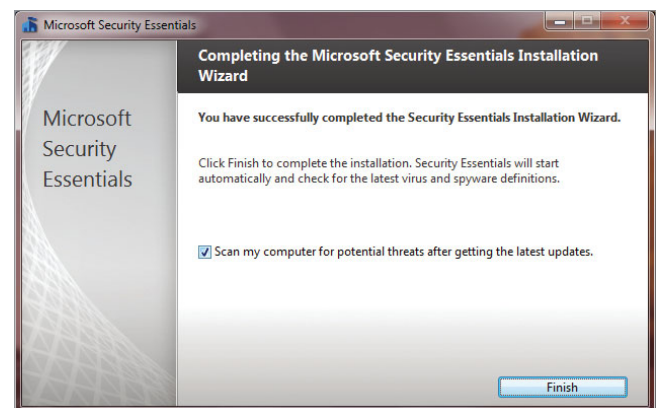 Microsoft Security Essentials
Completing the Microsoft Security Essentials Installation
Wizard
Microsoft
Security
Essentials
You have successfully completed the Security Essentials Installation Wizard.
Click Finish to complete the installation. Security Essentials will start
automatically and check for the latest virus and spyware definitions.
Scan my computer for potential threats after getting the latest updates.
Finish